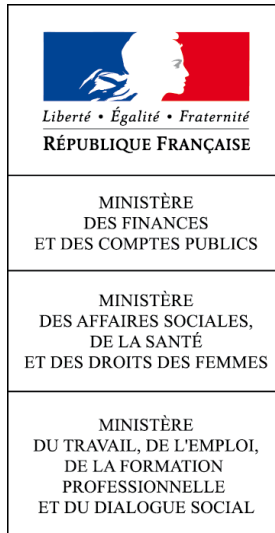 Liberté • Égalité • Fraternité
RÉPUBLIQUE FRANÇAISE
MINISTÈRE
DES FINANCES
ET DES COMPTES PUBLICS
MINISTÈRE
DES AFFAIRES SOCIALES,
DE LA SANTÉ
ET DES DROITS DES FEMMES
MINISTÈRE
DU TRAVAIL, DE L'EMPLOI,
DE LA FORMATION
PROFESSIONNELLE
ET DU DIALOGUE SOCIAL